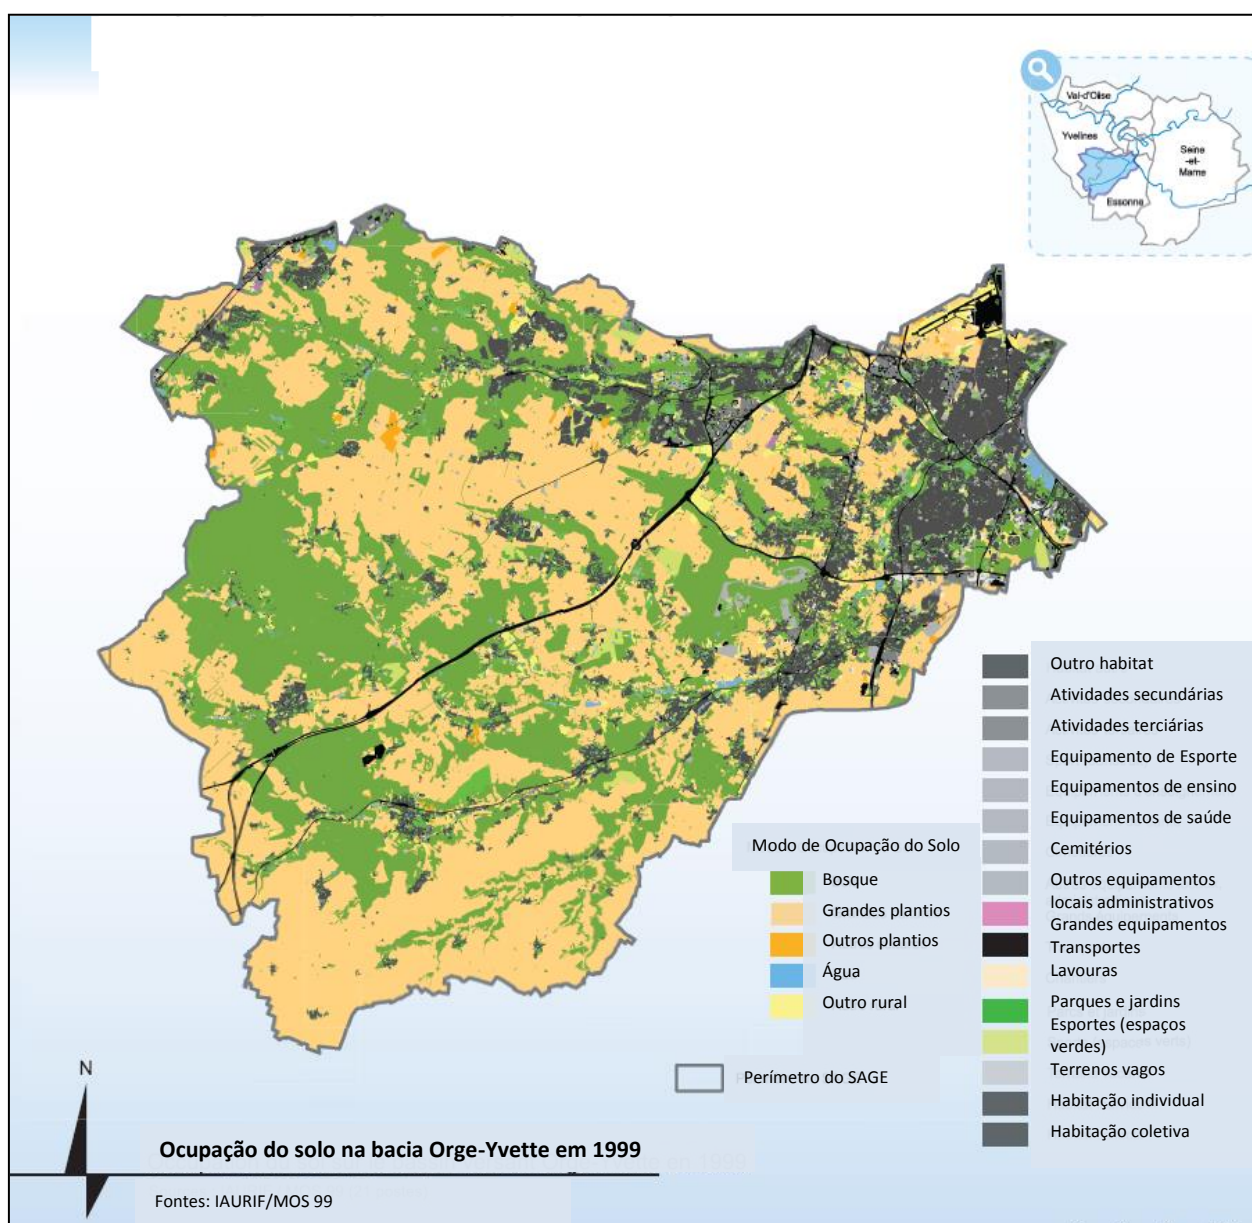 Val-d'Oise
Yvelines
Seine
-et-
Marne
Essonne
Outro habitat
Atividades secundárias
Atividades terciárias
Equipamento de Esporte
Equipamentos de ensino
Equipamentos de saúde
Cemitérios
Outros equipamentos
locais administrativos
Grandes equipamentos
Transportes
Lavouras
Parques e jardins
Esportes (espaços
verdes)
Terrenos vagos
Habitação individual
Habitação coletiva
Modo de Ocupação do Solo
Bosque
Grandes plantios
Outros plantios
Água
Outro rural
Perímetro do SAGE
N
Ocupação do solo na bacia Orge-Yvette em 1999
Fontes: IAURIF/MOS 99